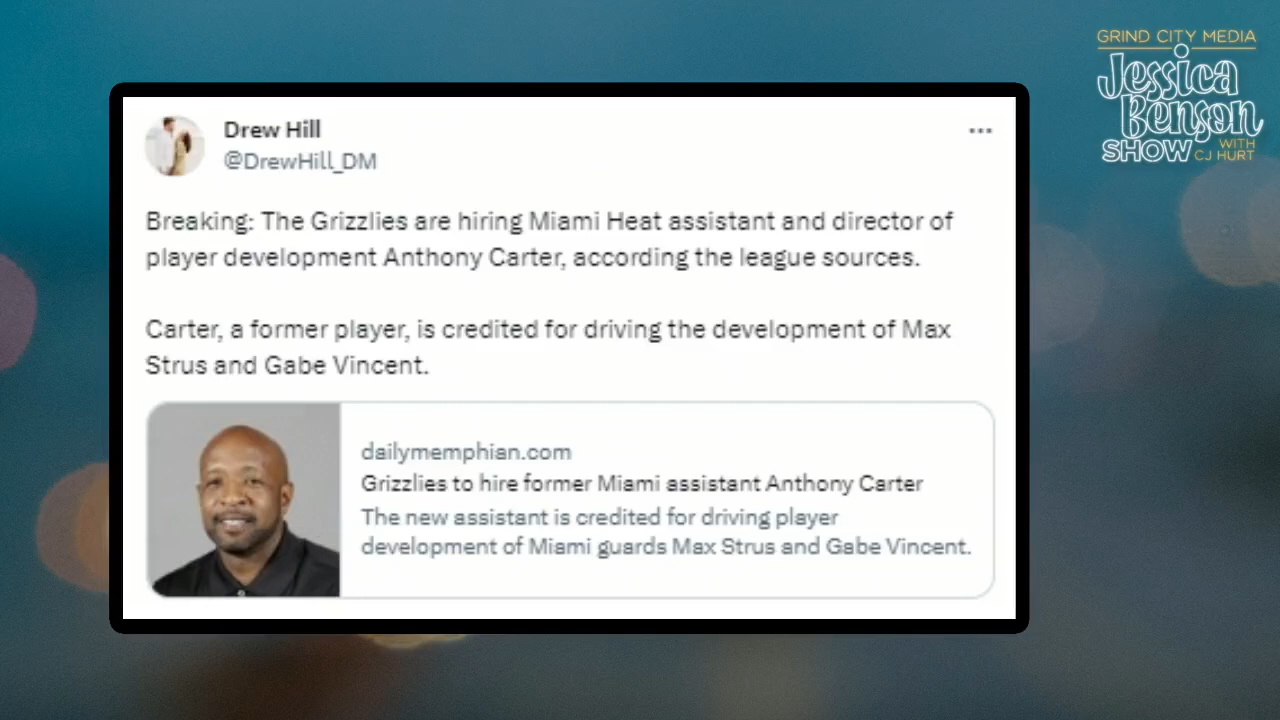 GRIND CITY MEDIA
Jessica
Benson
SHOW WITH
CJ HURT
Drew Hill
@DrewHill_DM
Breaking: The Grizzlies are hiring Miami Heat assistant and director of
player development Anthony Carter, according the league sources.
Carter, a former player, is credited for driving the development of Max
Strus and Gabe Vincent.
dailymemphian.com
Grizzlies to hire former Miami assistant Anthony Carter
The new assistant is credited for driving player
development of Miami guards Max Strus and Gabe Vincent.